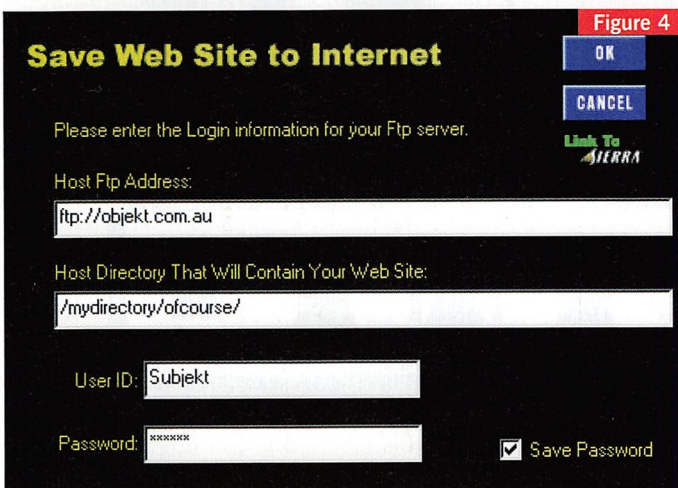 Figure 4
Save Web Site to Internet
OK
CANCEL
Please enter the Login information for your Ftp server.
Link To
SIERRA
Host Ftp Address:
ftp://objekt.com.au
Host Directory That Will Contain Your Web Site:
/mydirectory/ofcourse/
User ID: Subjekt
Password: ××××××
Save Password